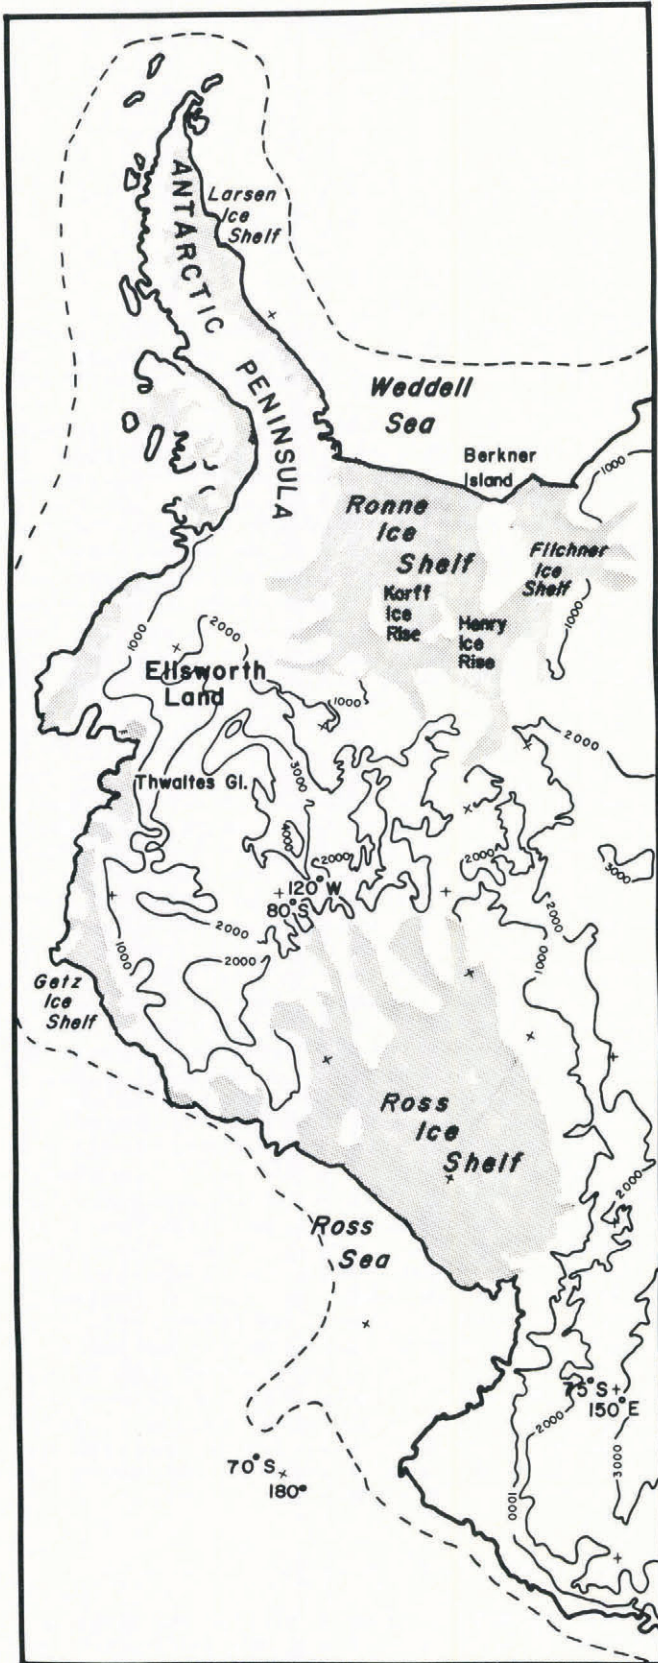 ANTARCTIC
PENINSULA
Larsen
Ice
Shelf
Weddell
Sea
Berkner
Island
1000
Ronne
Ice
Shelf
Filchner
Ice
Shelf
Korff
Ice
Rise
Henry
Ice
Rise
1000
1000
2000
Ellsworth
Land
1000
2000
3000
Thwaites Gl.
4000
2000
2000
3000
120°W
80°S
2000
2000
2000
1000
1000
Getz
Ice
Shelf
Ross
Ice
Shelf
2000
Ross
Sea
75°S
150°E
2000
3000
70°S
180°
1000